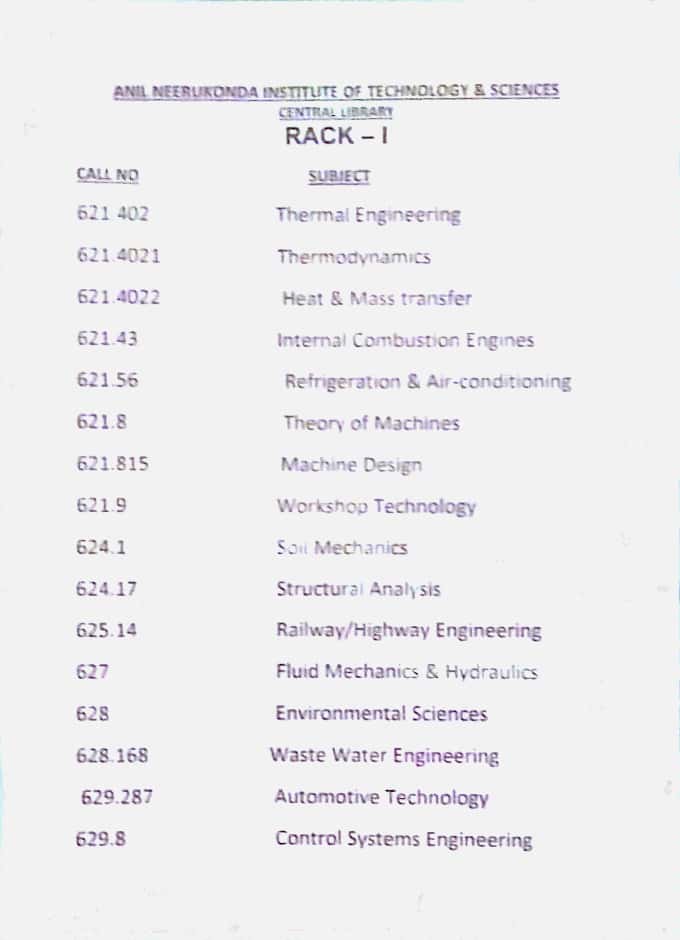 ANIL NEERUKONDA INSTITUTE OF TECHNOLOGY & SCIENCES
CENTRAL LIBRARY
RACK – I
CALL NO SUBJECT
621 402 Thermal Engineering
621.4021 Thermodynamics
621.4022 Heat & Mass transfer
621.43 Internal Combustion Engines
621.56 Refrigeration & Air-conditioning
621.8 Theory of Machines
621.815 Machine Design
621.9 Workshop Technology
624.1 Soil Mechanics
624.17 Structural Analysis
625.14 Railway/Highway Engineering
627 Fluid Mechanics & Hydraulics
628 Environmental Sciences
628.168 Waste Water Engineering
629.287 Automotive Technology
629.8 Control Systems Engineering